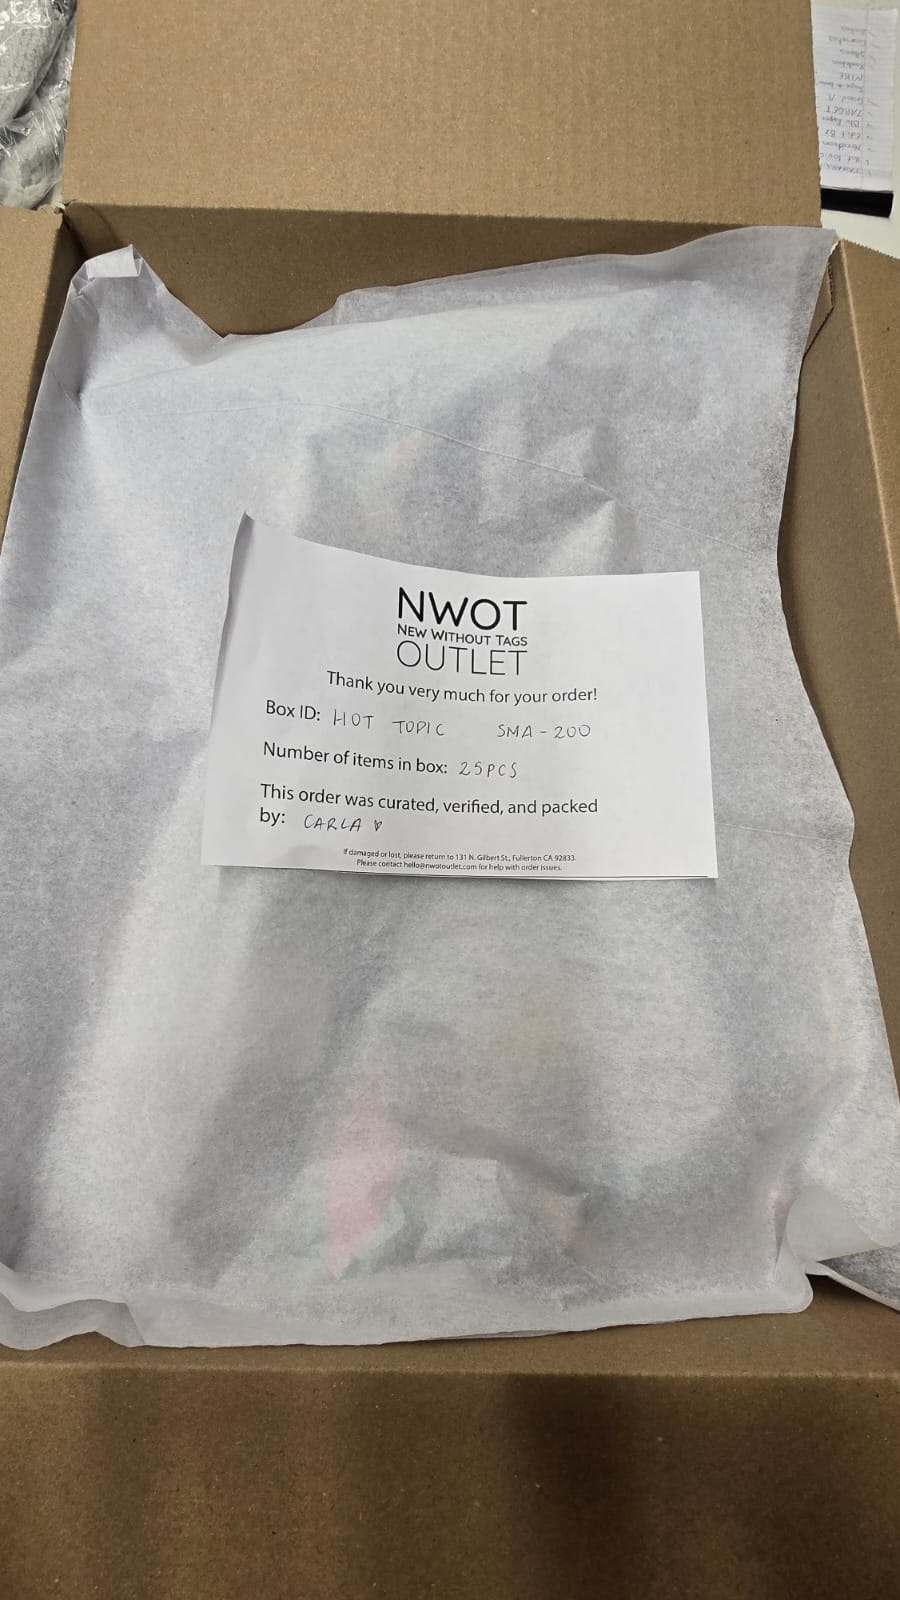 NWOT
NEW WITHOUT TAGS
OUTLET
Thank you very much for your order!
Box ID: HOT TOPIC SMA-200
Number of items in box: 25PCS
This order was curated, verified, and packed
by: CARLA ♥
If damaged or lost, please return to 131 N. Gilbert St., Fullerton CA 92833.
Please contact hello@nwotoutlet.com for help with order issues.
TARGET
NIKE